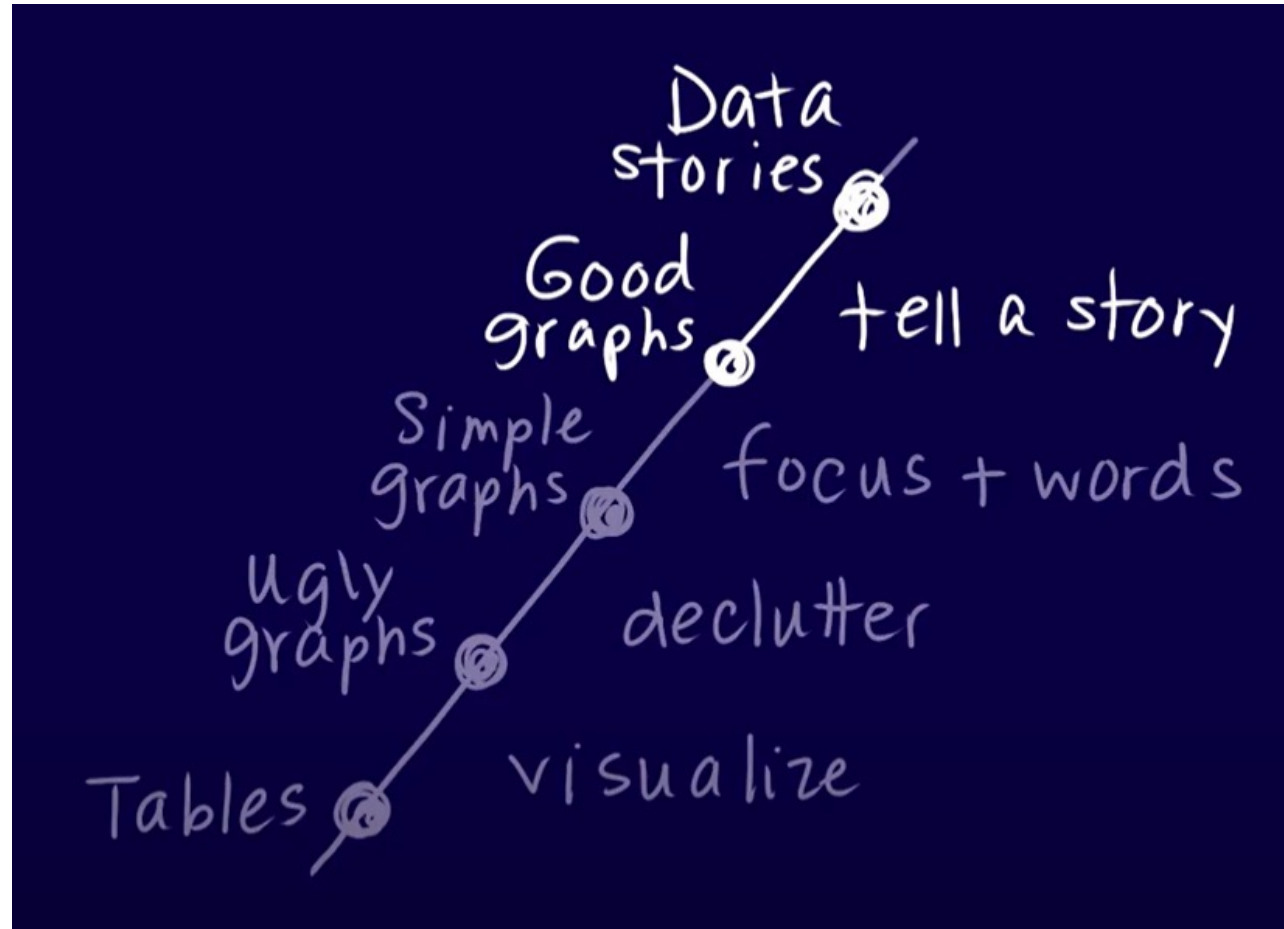 Data
stories
Good
graphs
tell a story
Simple
graphs
focus + words
ugly
graphs
declutter
Tables
visualize